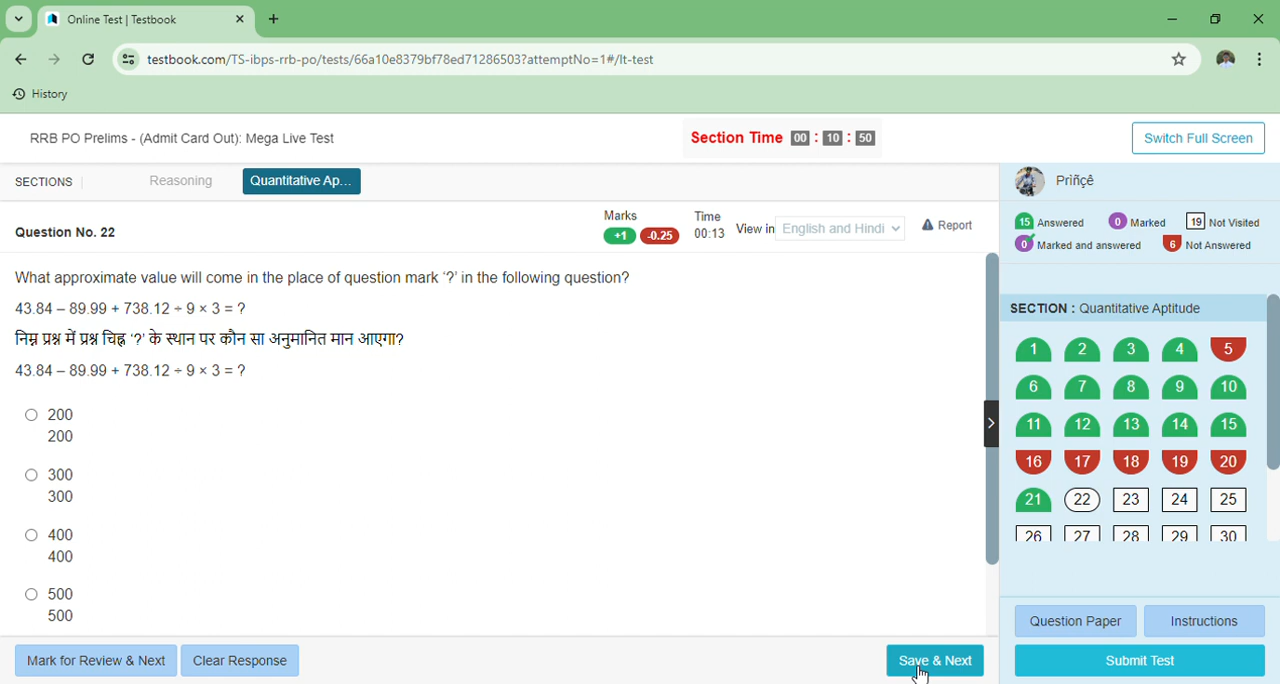 Online Test | Testbook
testbook.com/TS-ibps-rrb-po/tests/66a10e8379bf78ed71286503?attemptNo=1#/lt-test
History
RRB PO Prelims - (Admit Card Out): Mega Live Test
Section Time 00 : 10 : 50
Switch Full Screen
SECTIONS
Reasoning
Quantitative Ap...
Prïñçê
Question No. 22
Marks
+1 -0.25
Time
00:13
View in English and Hindi
Report
15 Answered
0 Marked
19 Not Visited
0 Marked and answered
6 Not Answered
What approximate value will come in the place of question mark '?' in the following question?
43.84 – 89.99 + 738.12 ÷ 9 × 3 = ?
निम्न प्रश्न में प्रश्न चिह्न '?' के स्थान पर कौन सा अनुमानित मान आएगा?
43.84 – 89.99 + 738.12 ÷ 9 × 3 = ?
200
200
300
300
400
400
500
500
SECTION : Quantitative Aptitude
1 2 3 4 5
6 7 8 9 10
11 12 13 14 15
16 17 18 19 20
21 22 23 24 25
26 27 28 29 30
Question Paper
Instructions
Mark for Review & Next
Clear Response
Save & Next
Submit Test